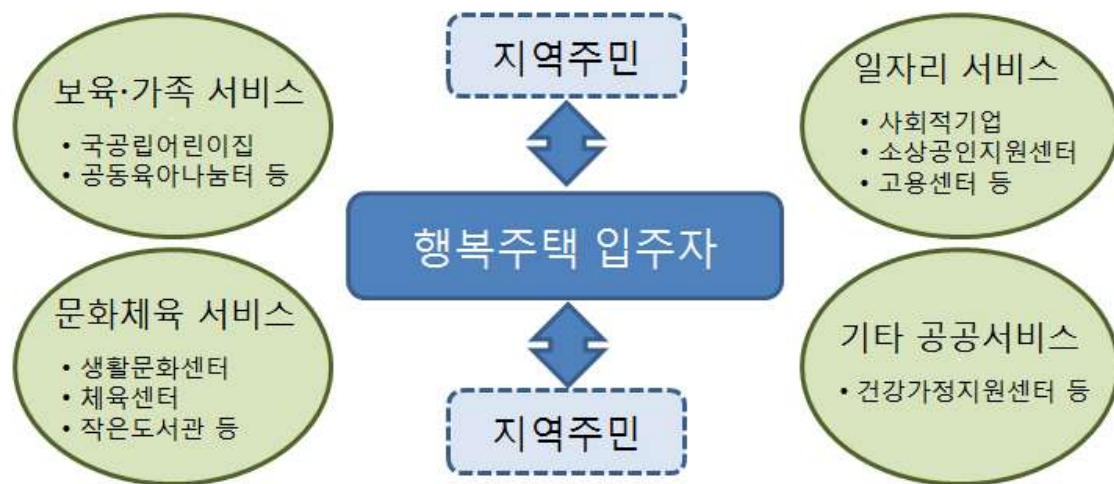 보육·가족 서비스
• 국공립어린이집
• 공동육아나눔터 등
지역주민
일자리 서비스
• 사회적기업
• 소상공인지원센터
• 고용센터 등
행복주택 입주자
문화체육 서비스
• 생활문화센터
• 체육센터
• 작은도서관 등
지역주민
기타 공공서비스
• 건강가정지원센터 등